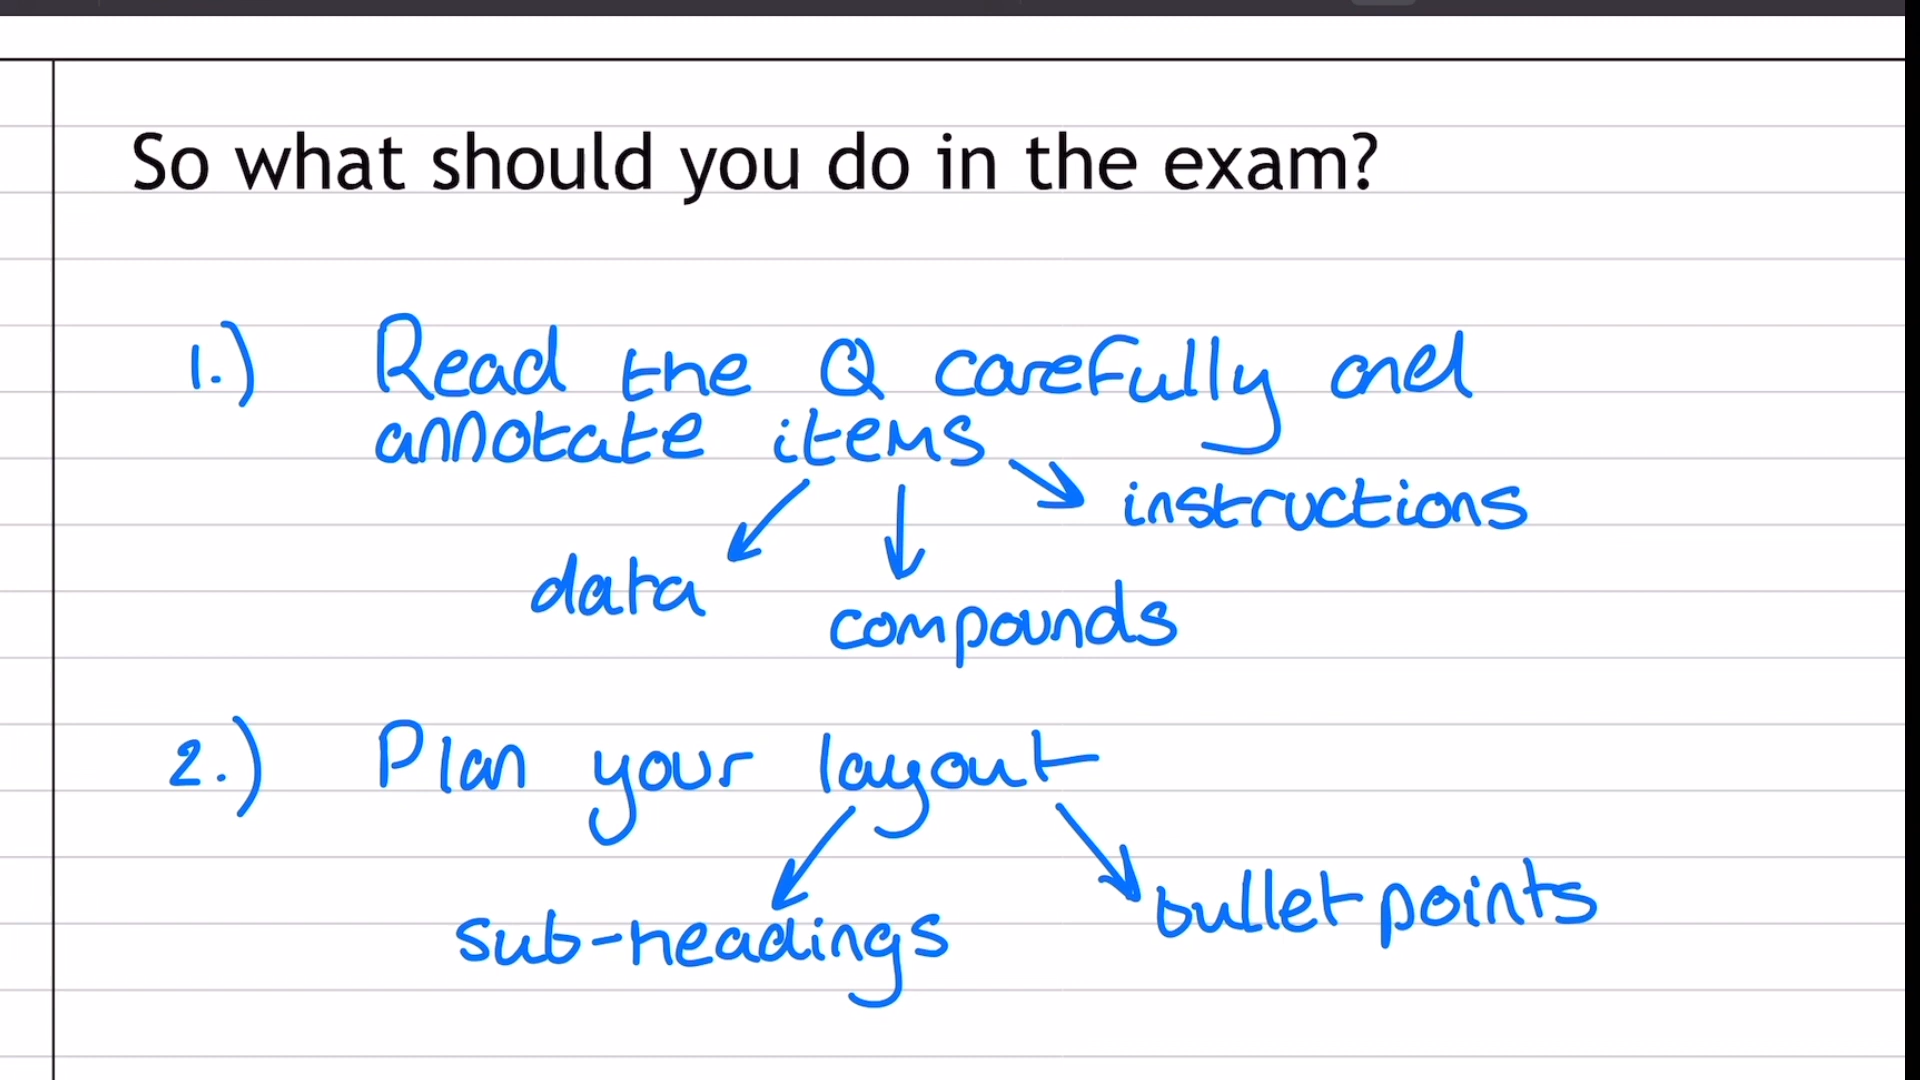 So what should you do in the exam?
1.) Read the Q carefully and
annotate items
instructions
data
compounds
2.) Plan your layout
sub-headings
bullet points